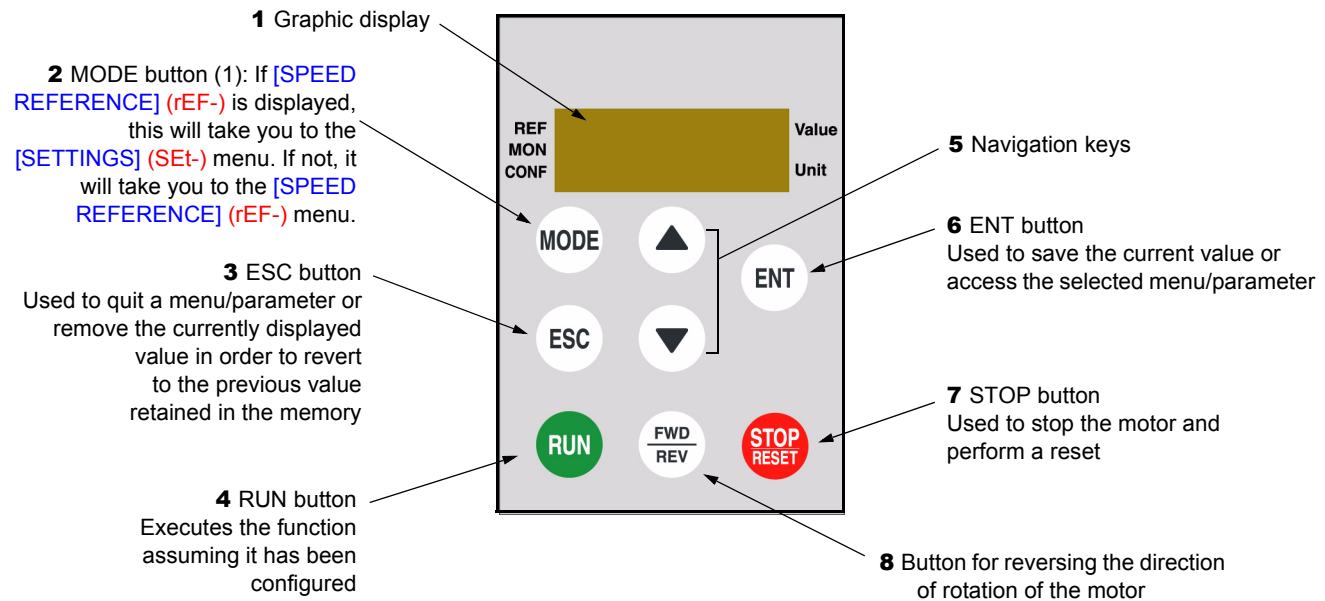 1 Graphic display
2 MODE button (1): If [SPEED
REFERENCE] (rEF-) is displayed,
this will take you to the
[SETTINGS] (SEt-) menu. If not, it
will take you to the [SPEED
REFERENCE] (rEF-) menu.
3 ESC button
Used to quit a menu/parameter or
remove the currently displayed
value in order to revert
to the previous value
retained in the memory
4 RUN button
Executes the function
assuming it has been
configured
REF
MON
CONF
Value
Unit
MODE
ENT
ESC
RUN
FWD
REV
STOP
RESET
5 Navigation keys
6 ENT button
Used to save the current value or
access the selected menu/parameter
7 STOP button
Used to stop the motor and
perform a reset
8 Button for reversing the direction
of rotation of the motor